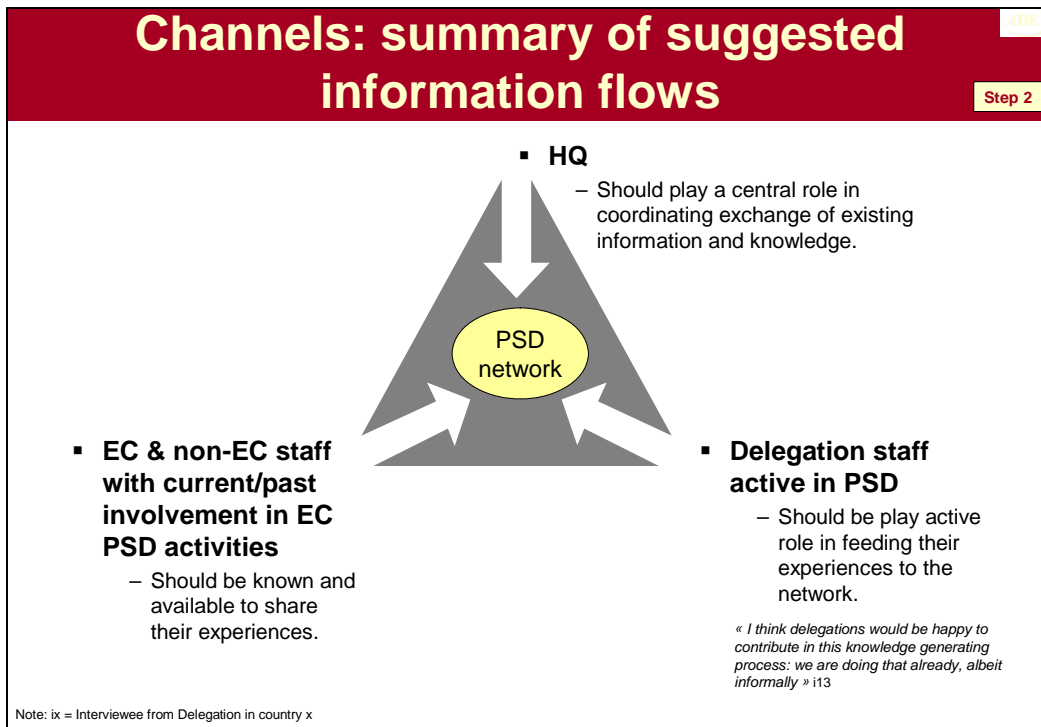 Channels: summary of suggested
information flows
ADE
Step 2
▪ HQ
– Should play a central role in
coordinating exchange of existing
information and knowledge.
PSD
network
▪ EC & non-EC staff
with current/past
involvement in EC
PSD activities
– Should be known and
available to share
their experiences.
▪ Delegation staff
active in PSD
– Should be play active
role in feeding their
experiences to the
network.
« I think delegations would be happy to
contribute in this knowledge generating
process: we are doing that already, albeit
informally » i13
Note: ix = Interviewee from Delegation in country x